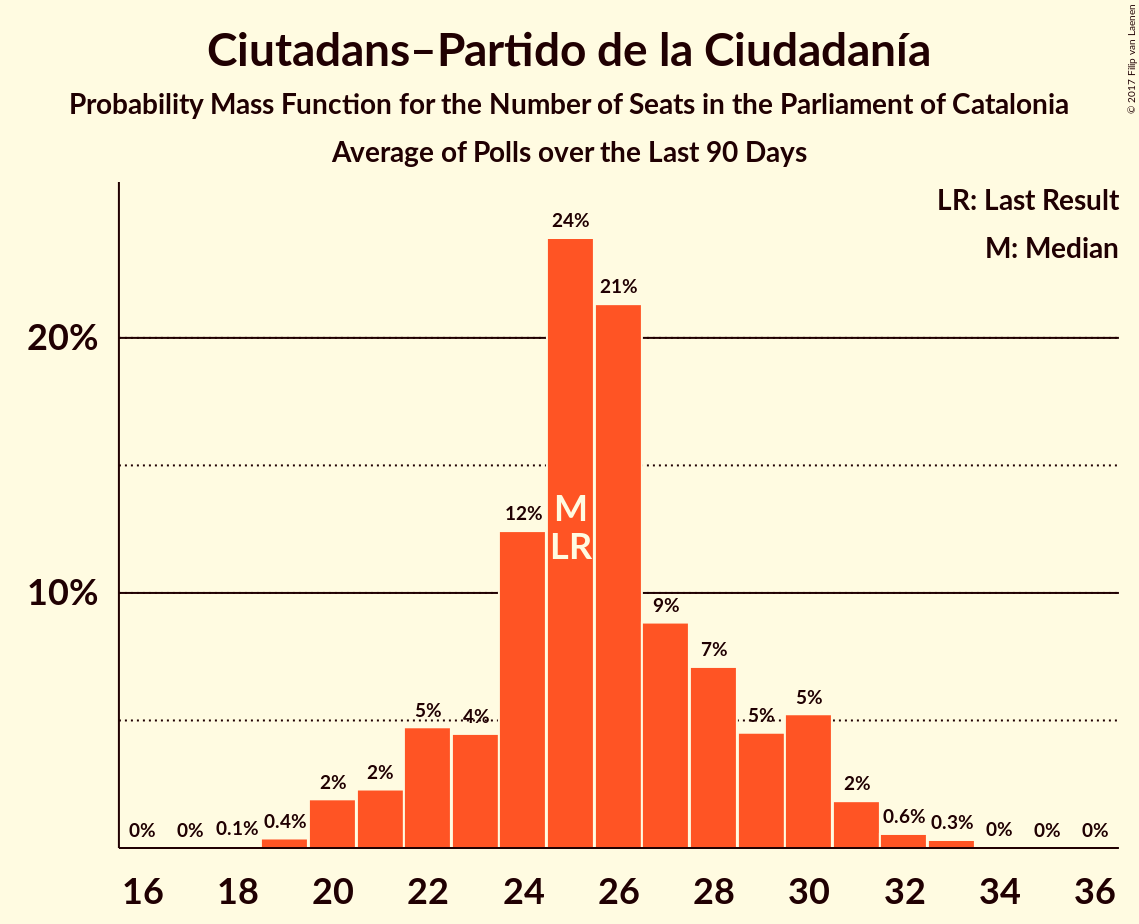 Ciutadans–Partido de la Ciudadanía
Probability Mass Function for the Number of Seats in the Parliament of Catalonia
Average of Polls over the Last 90 Days
© 2017 Filip van Laenen
LR: Last Result
M: Median
20%
10%
0%
0%
0.1%
0.4%
2%
2%
5%
4%
12%
24%
21%
9%
7%
5%
5%
2%
0.6%
0.3%
0%
0%
0%
M
LR
16 18 20 22 24 26 28 30 32 34 36